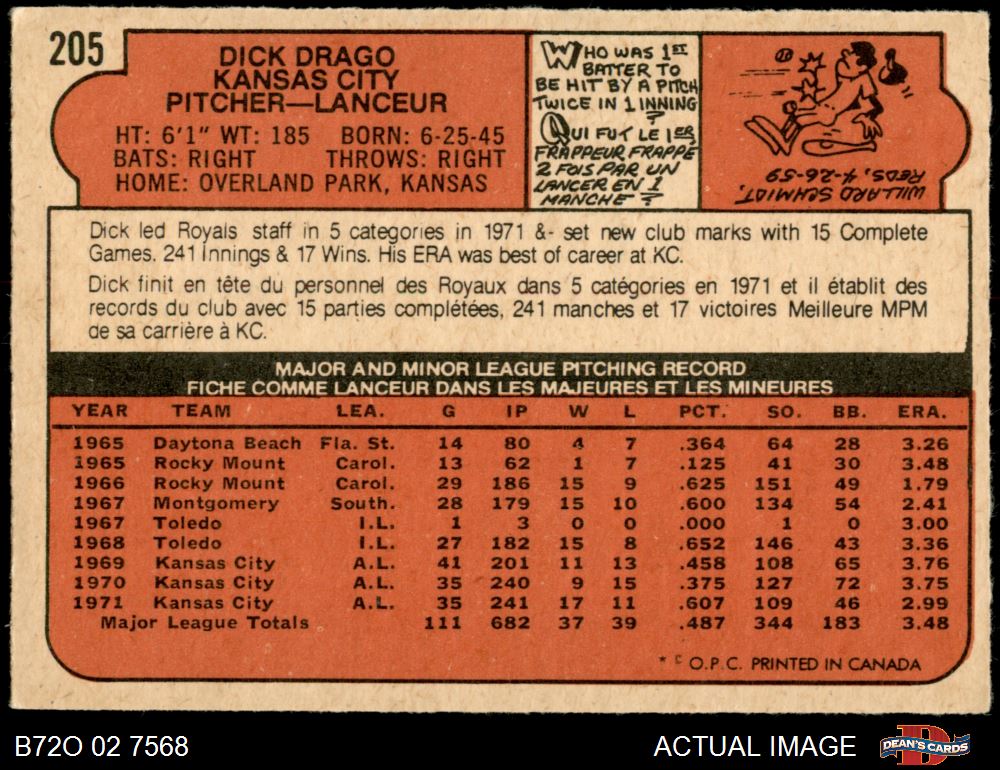 205
DICK DRAGO
KANSAS CITY
PITCHER—LANCEUR
HT: 6'1" WT: 185 BORN: 6-25-45
BATS: RIGHT THROWS: RIGHT
HOME: OVERLAND PARK, KANSAS
WHO WAS 1ST
BATTER TO
BE HIT BY A PITCH
TWICE IN 1 INNING
?
QUI FUT LE 1ER
FRAPPEUR FRAPPÉ
2 FOIS PAR UN
LANCER EN 1
MANCHE ?
WILLARD SCHMIDT,
REDS, 4-26-59
Dick led Royals staff in 5 categories in 1971 &- set new club marks with 15 Complete
Games, 241 Innings & 17 Wins. His ERA was best of career at KC.
Dick finit en tête du personnel des Royaux dans 5 catégories en 1971 et il établit des
records du club avec 15 parties complétées, 241 manches et 17 victoires Meilleure MPM
de sa carrière à KC.
MAJOR AND MINOR LEAGUE PITCHING RECORD
FICHE COMME LANCEUR DANS LES MAJEURES ET LES MINEURES
YEAR TEAM LEA. G IP W L PCT. SO. BB. ERA.
1965 Daytona Beach Fla. St. 14 80 4 7 .364 64 28 3.26
1965 Rocky Mount Carol. 13 62 1 7 .125 41 30 3.48
1966 Rocky Mount Carol. 29 186 15 9 .625 151 49 1.79
1967 Montgomery South. 28 179 15 10 .600 134 54 2.41
1967 Toledo I.L. 1 3 0 0 .000 1 0 3.00
1968 Toledo I.L. 27 182 15 8 .652 146 43 3.36
1969 Kansas City A.L. 41 201 11 13 .458 108 65 3.76
1970 Kansas City A.L. 35 240 9 15 .375 127 72 3.75
1971 Kansas City A.L. 35 241 17 11 .607 109 46 2.99
Major League Totals 111 682 37 39 .487 344 183 3.48
* © O.P.C. PRINTED IN CANADA
B72O 02 7568
ACTUAL IMAGE
DEAN'S CARDS